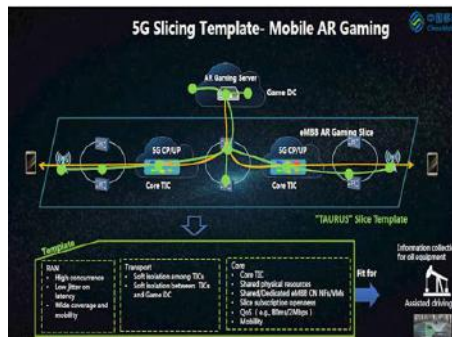 5G Slicing Template- Mobile AR Gaming
中国移动
AR Gaming Server
Game DC
eMBB AR Gaming Slice
5G CP/UP
5G CP/UP
Core TIC
Core TIC
"TAURUS" Slice Template
Template
RAN
• High concurrence
• Low jitter on latency
• Wide coverage and mobility
Transport
• Soft isolation among TICs
• Soft isolation between TICs and Game DC
Core
• Core TIC
• Shared physical resources
• Shared/Dedicated eMBB CN NFs/VMs
• Slice subscription openness
• QoS ( e.g., 80ms/2Mbps)
• Mobility
Fit for
Information collection
for oil equipment
Assisted driving